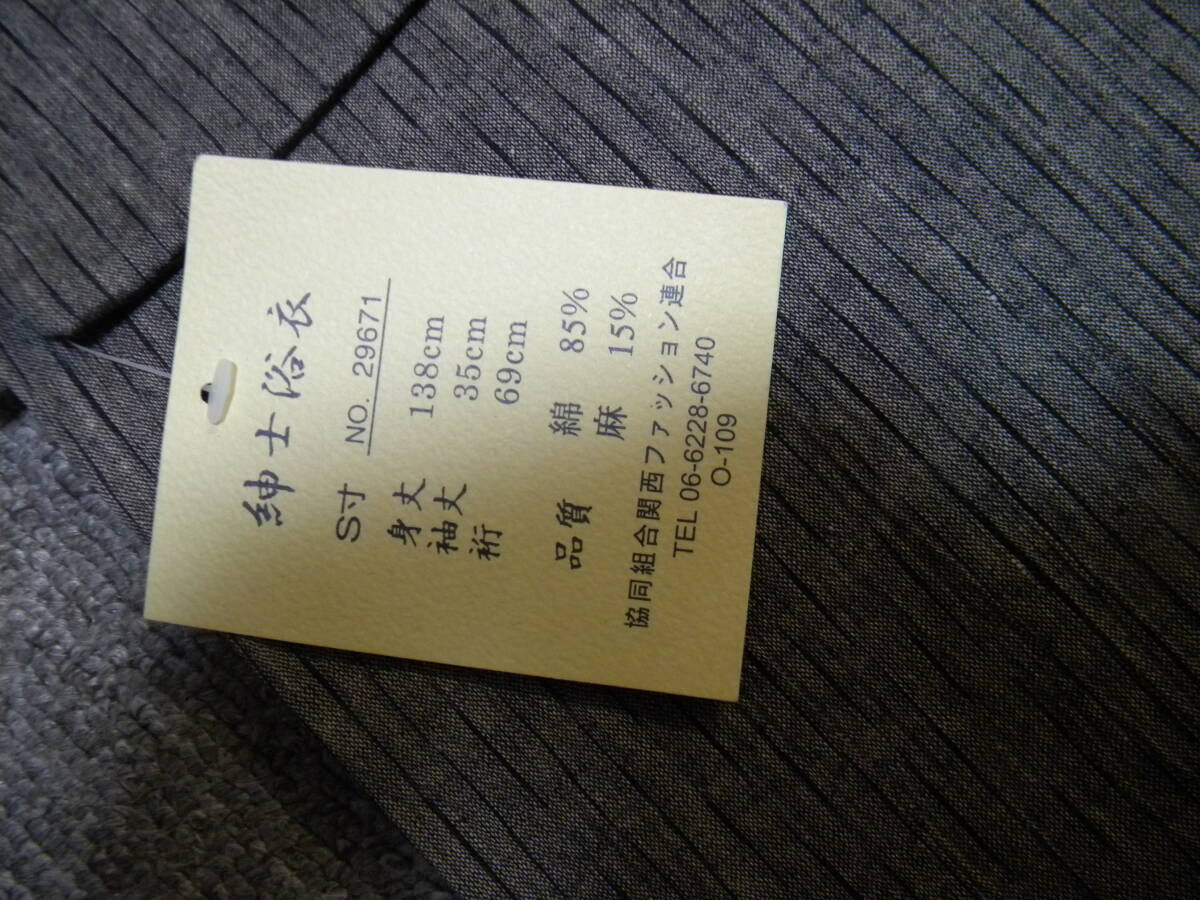 紳士浴衣
S寸 NO. 29671
身丈 138cm
袖丈 35cm
裄 69cm
品質 綿 85%
麻 15%
協同組合関西ファッション連合
TEL 06-6228-6740
O-109